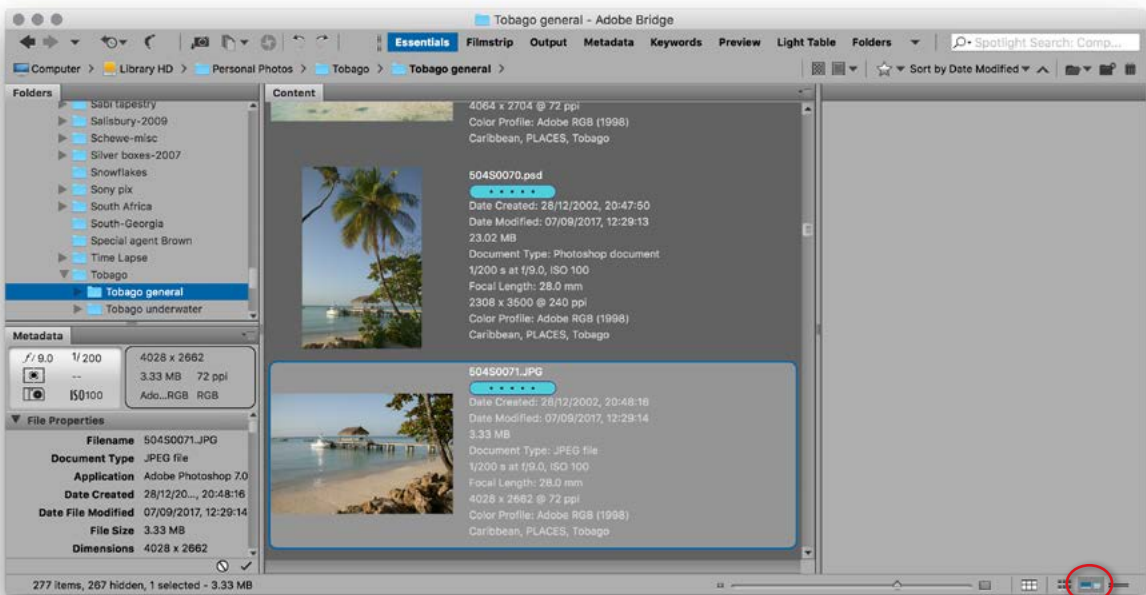 Tobago general - Adobe Bridge
Essentials Filmstrip Output Metadata Keywords Preview Light Table Folders Spotlight Search: Comp...
Computer > Library HD > Personal Photos > Tobago > Tobago general >
Sort by Date Modified
Folders
Sabi tapestry
Salisbury-2009
Schewe-misc
Silver boxes-2007
Snowflakes
Sony pix
South Africa
South-Georgia
Special agent Brown
Time Lapse
Tobago
Tobago general
Tobago underwater
Metadata
f/9.0 1/200
--
ISO100
4028 x 2662
3.33 MB 72 ppi
Ado...RGB RGB
File Properties
Filename 504S0071.JPG
Document Type JPEG file
Application Adobe Photoshop 7.0
Date Created 28/12/20..., 20:48:16
Date File Modified 07/09/2017, 12:29:14
File Size 3.33 MB
Dimensions 4028 x 2662
Content
4064 x 2704 @ 72 ppi
Color Profile: Adobe RGB (1998)
Caribbean, PLACES, Tobago
504S0070.psd
Date Created: 28/12/2002, 20:47:50
Date Modified: 07/09/2017, 12:29:13
23.02 MB
Document Type: Photoshop document
1/200 s at f/9.0, ISO 100
Focal Length: 28.0 mm
2308 x 3500 @ 240 ppi
Color Profile: Adobe RGB (1998)
Caribbean, PLACES, Tobago
504S0071.JPG
Date Created: 28/12/2002, 20:48:16
Date Modified: 07/09/2017, 12:29:14
3.33 MB
Document Type: JPEG file
1/200 s at f/9.0, ISO 100
Focal Length: 28.0 mm
4028 x 2662 @ 72 ppi
Color Profile: Adobe RGB (1998)
Caribbean, PLACES, Tobago
277 items, 267 hidden, 1 selected - 3.33 MB